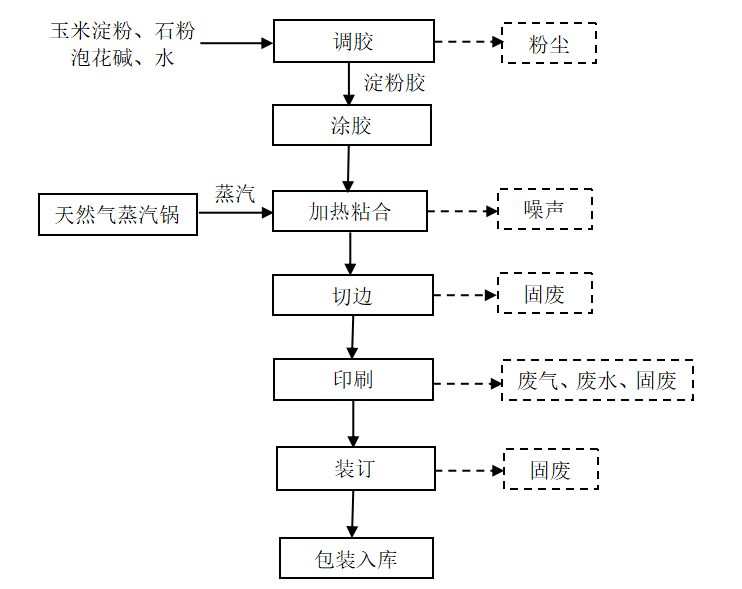 玉米淀粉、石粉
泡花碱、水
调胶
粉尘
淀粉胶
涂胶
蒸汽
天然气蒸汽锅
加热粘合
噪声
切边
固废
印刷
废气、废水、固废
装订
固废
包装入库